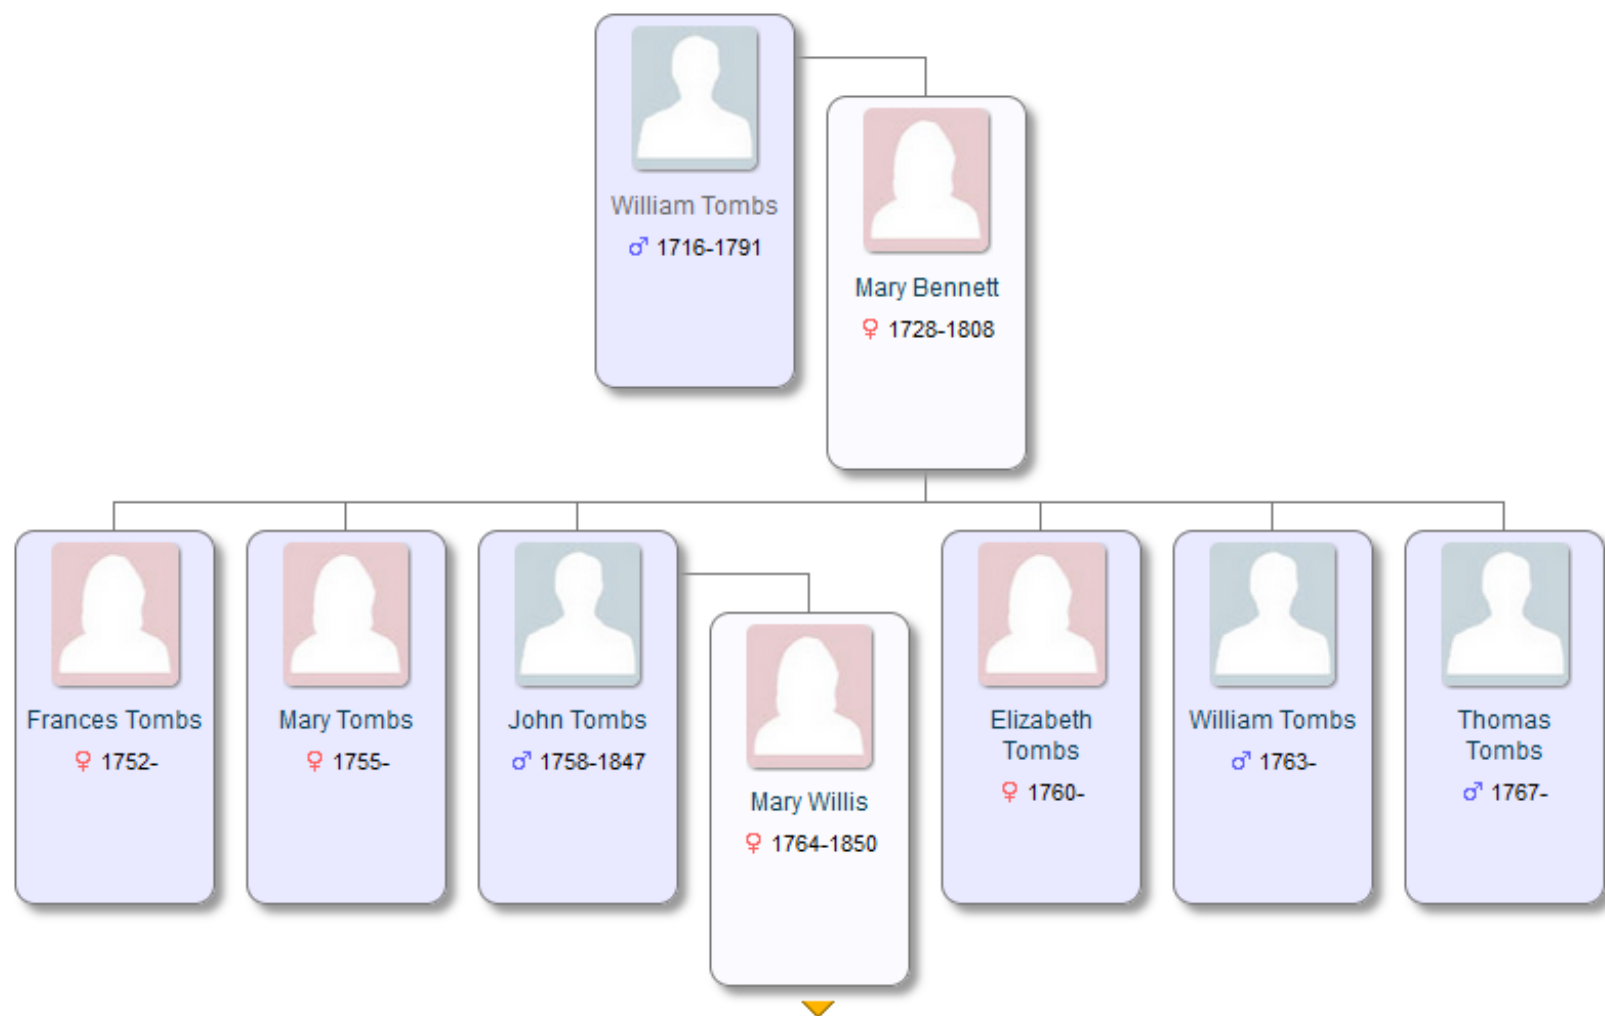 William Tombs
♂ 1716-1791
Mary Bennett
♀ 1728-1808
Frances Tombs
♀ 1752-
Mary Tombs
♀ 1755-
John Tombs
♂ 1758-1847
Mary Willis
♀ 1764-1850
Elizabeth
Tombs
♀ 1760-
William Tombs
♂ 1763-
Thomas
Tombs
♂ 1767-